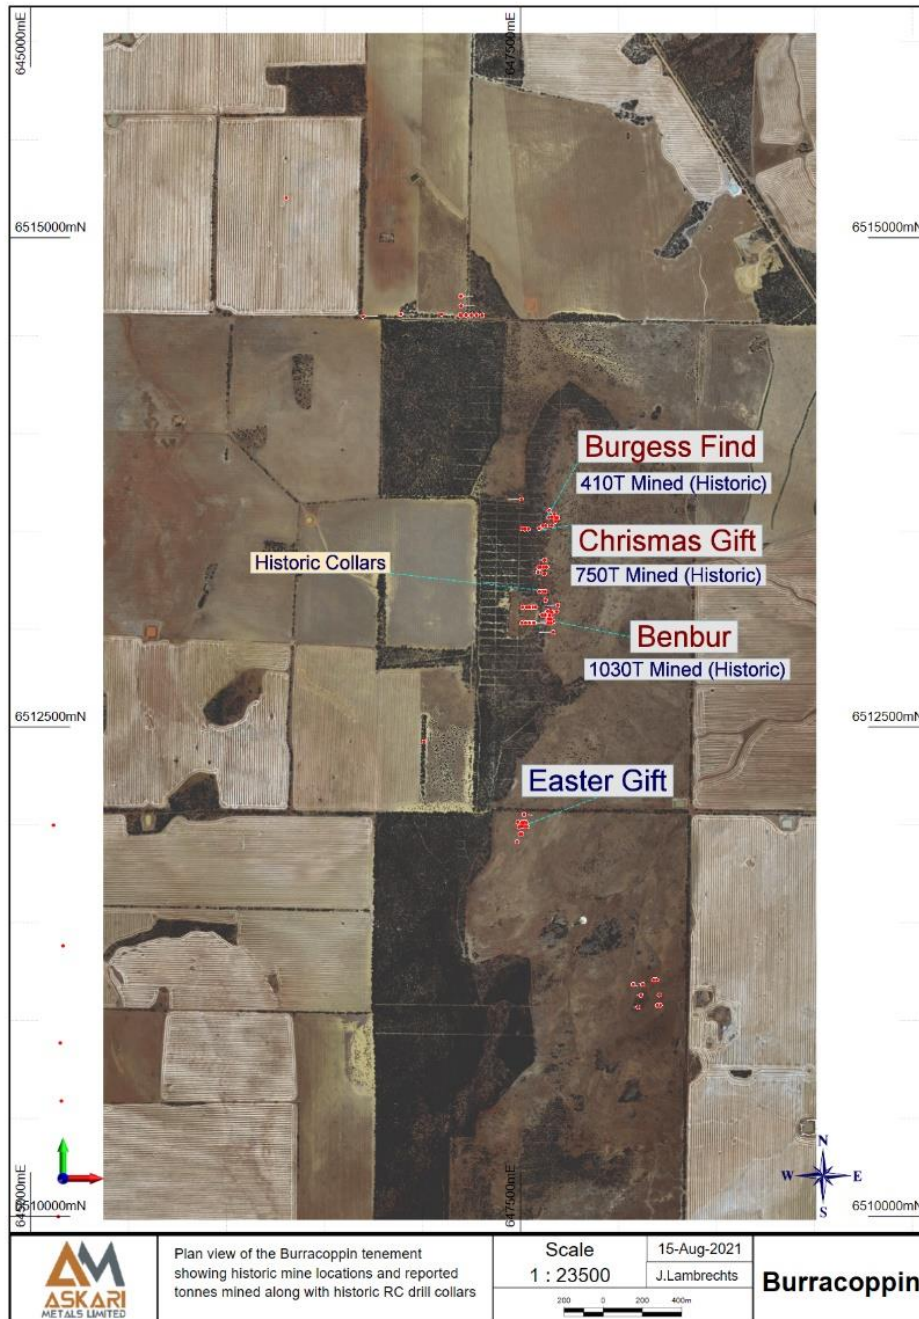 645000mE
647500mE
6515000mN
6515000mN
Burgess Find
410T Mined (Historic)
Chrismas Gift
750T Mined (Historic)
Historic Collars
Benbur
1030T Mined (Historic)
6512500mN
6512500mN
Easter Gift
N
W
E
S
645000mE
647500mE
6510000mN
6510000mN
AM
ASKARI
METALS LIMITED
Plan view of the Burracoppin tenement
showing historic mine locations and reported
tonnes mined along with historic RC drill collars
Scale
1 : 23500
200 0 200 400m
15-Aug-2021
J.Lambrechts
Burracoppin